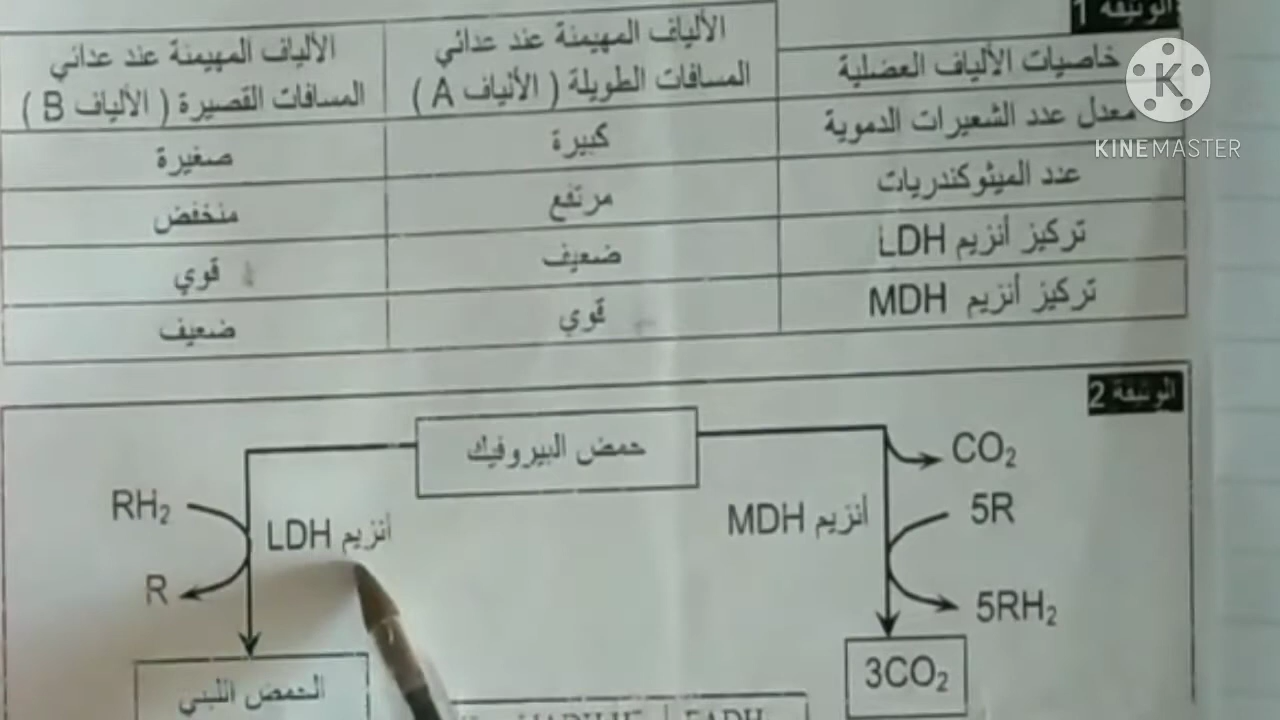 الوثيقة 1
خاصيات الألياف العضلية
الألياف المهيمنة عند عدائي
المسافات الطويلة ( الألياف A )
الألياف المهيمنة عند عدائي
المسافات القصيرة ( الألياف B )
معدل عدد الشعيرات الدموية
كبيرة
صغيرة
عدد الميثوكندريات
مرتفع
منخفض
تركيز أنزيم LDH
ضعيف
قوي
تركيز أنزيم MDH
قوي
ضعيف
K
KINEMASTER
الوثيقة 2
حمض البيروفيك
CO₂
RH₂
أنزيم LDH
أنزيم MDH
5R
R
5RH₂
الحمض اللبني
3CO₂